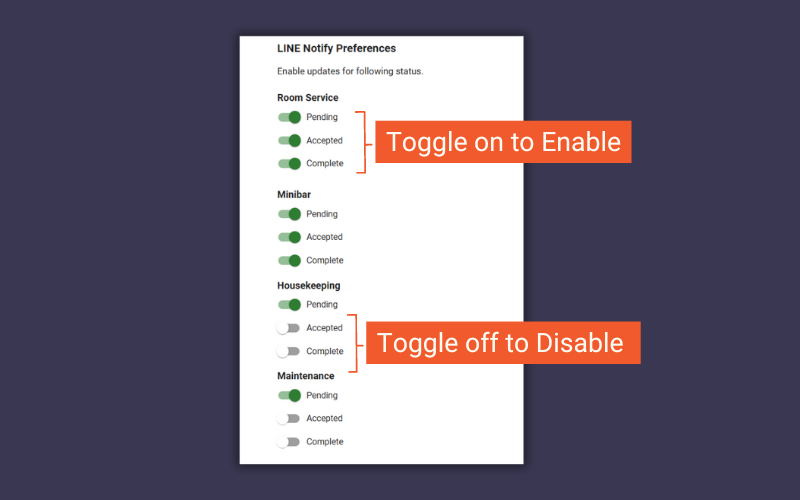 LINE Notify Preferences
Enable updates for following status.
Room Service
Pending
Accepted
Complete
Toggle on to Enable
Minibar
Pending
Accepted
Complete
Housekeeping
Pending
Accepted
Complete
Toggle off to Disable
Maintenance
Pending
Accepted
Complete